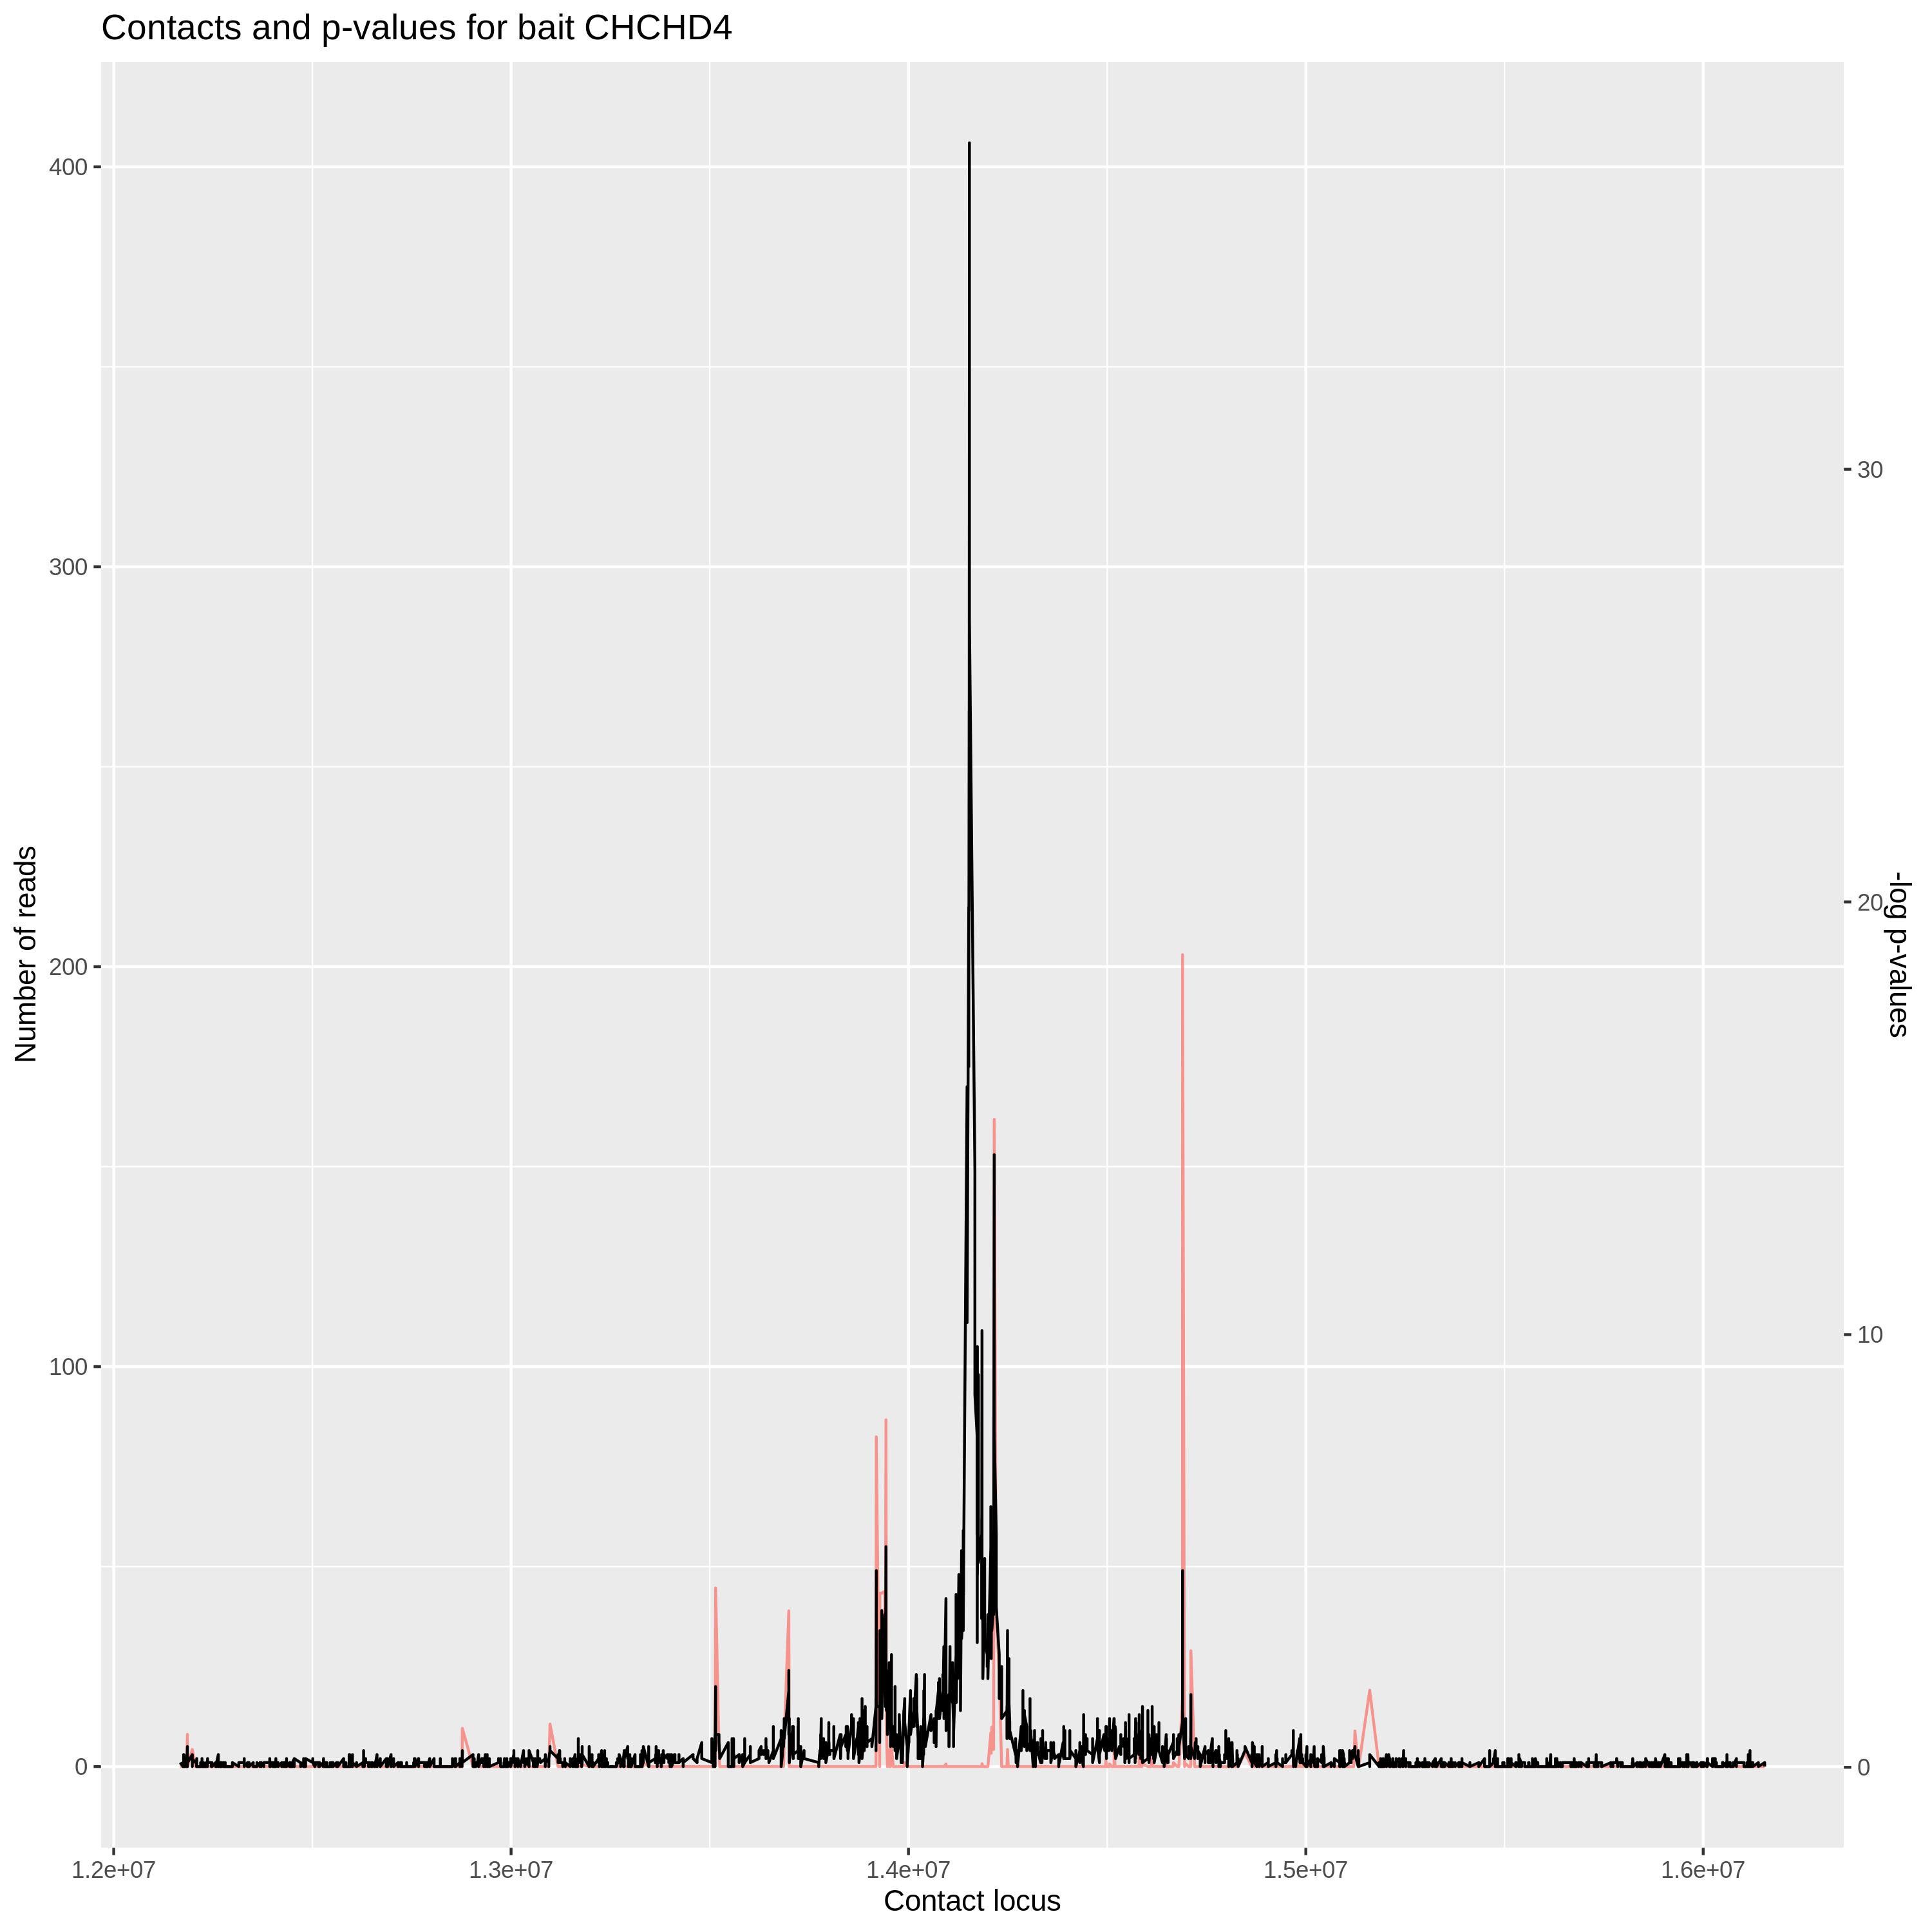 Contacts and p-values for bait CHCHD4
400
300
200
100
0
30
20
10
0
Number of reads
-log p-values
1.2e+07
1.3e+07
1.4e+07
1.5e+07
1.6e+07
Contact locus